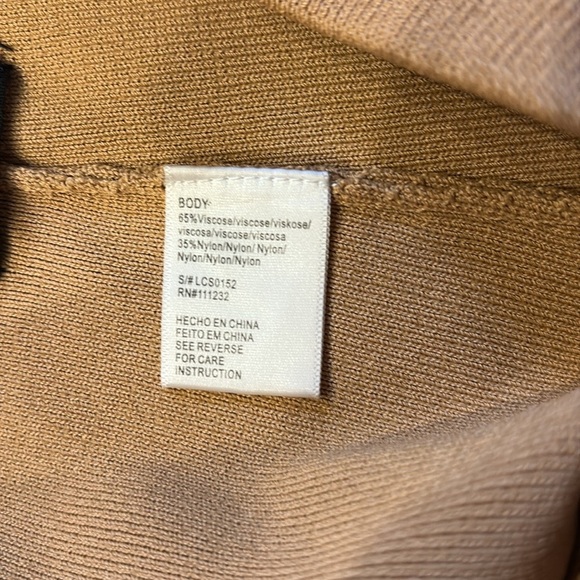 BODY:
65%Viscose/viscose/viskose/
viscosa/viscose/viscosa
35%Nylon/Nylon/ Nylon/
Nylon/Nylon/Nylon
S/# LCS0152
RN#111232
HECHO EN CHINA
FEITO EM CHINA
SEE REVERSE
FOR CARE
INSTRUCTION